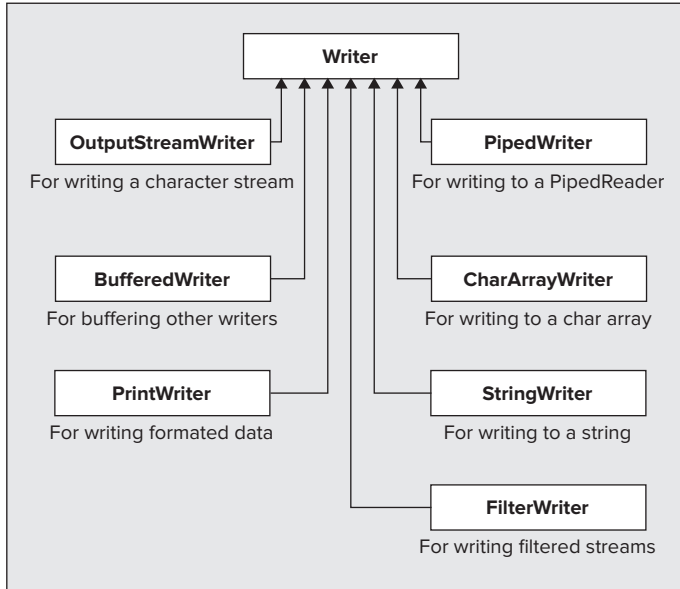 Writer
OutputStreamWriter
For writing a character stream
PipedWriter
For writing to a PipedReader
BufferedWriter
For buffering other writers
CharArrayWriter
For writing to a char array
PrintWriter
For writing formated data
StringWriter
For writing to a string
FilterWriter
For writing filtered streams